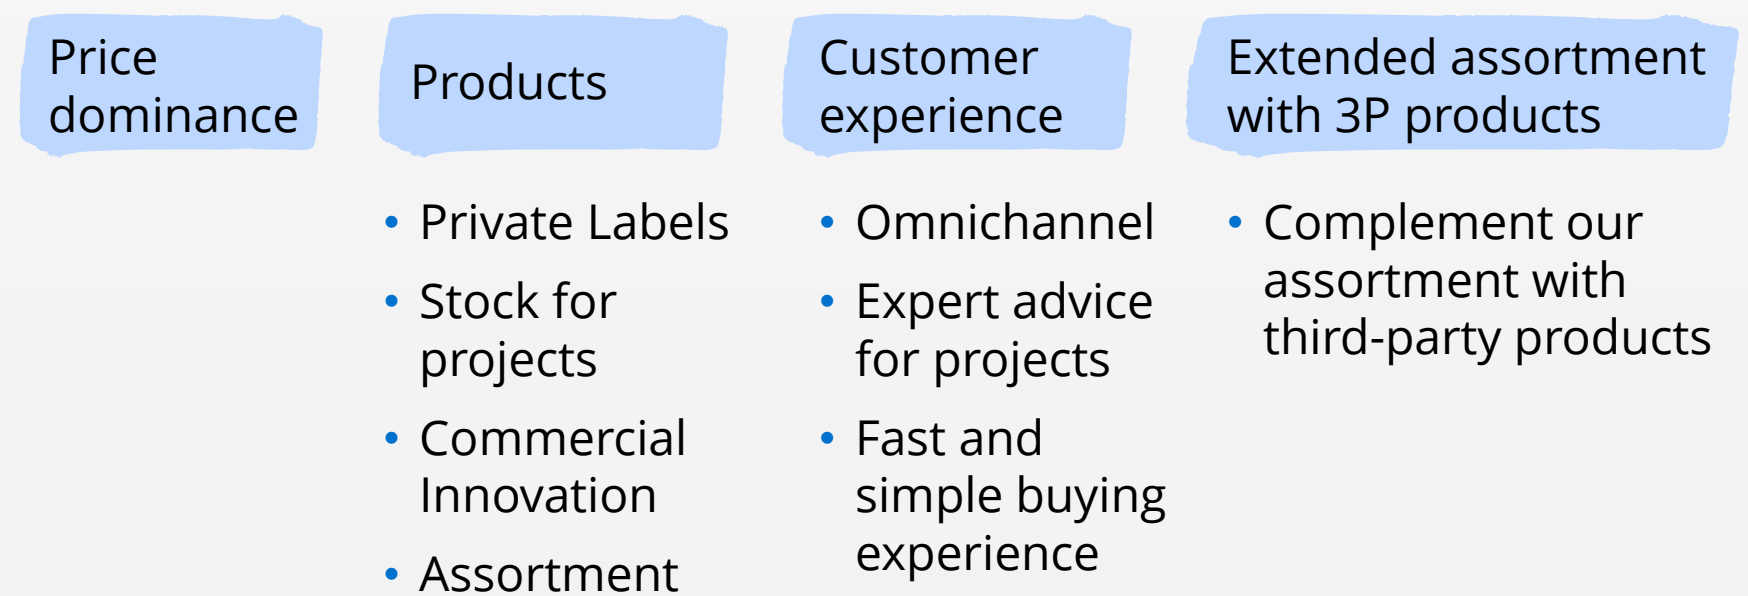 Price
dominance
Products
Customer
experience
Extended assortment
with 3P products
• Private Labels
• Stock for
projects
• Commercial
Innovation
• Assortment
• Omnichannel
• Expert advice
for projects
• Fast and
simple buying
experience
• Complement our
assortment with
third-party products